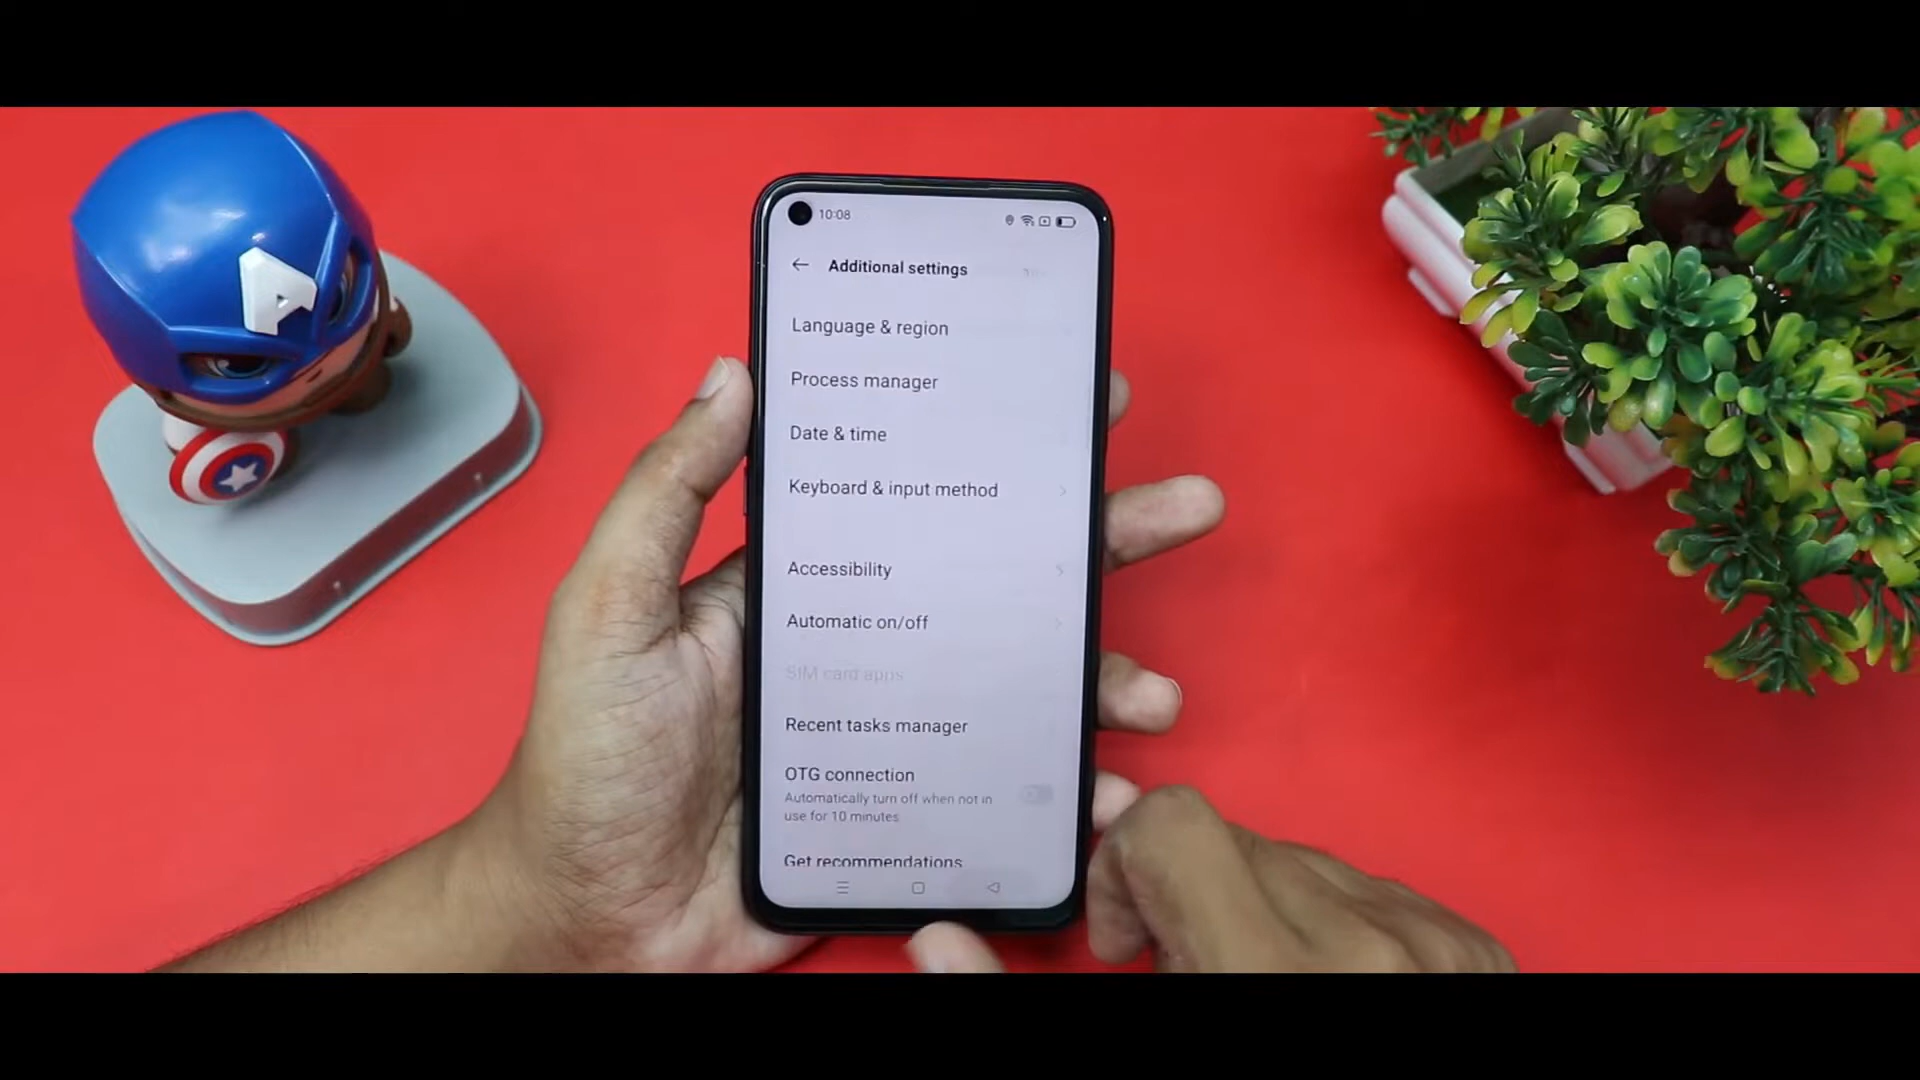 A
10:08
Additional settings
Language & region
Process manager
Date & time
Keyboard & input method
Accessibility
Automatic on/off
SIM card apps
Recent tasks manager
OTG connection
Automatically turn off when not in
use for 10 minutes
Get recommendations